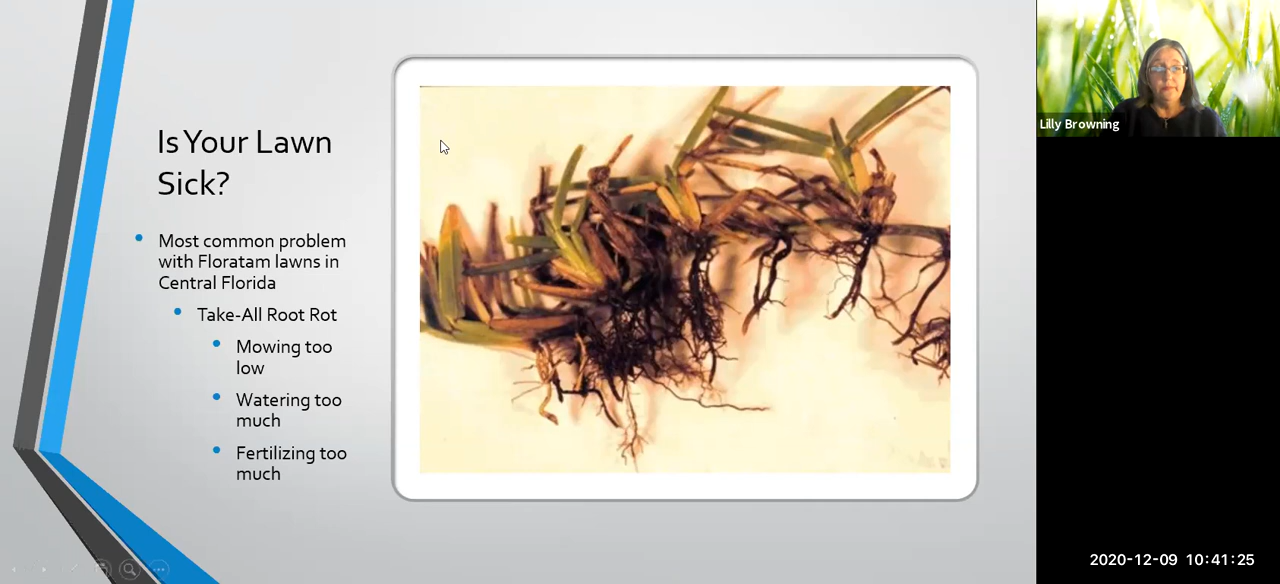 Is Your Lawn
Sick?
Most common problem
with Floratam lawns in
Central Florida
Take-All Root Rot
Mowing too
low
Watering too
much
Fertilizing too
much
Lilly Browning
2020-12-09 10:41:25